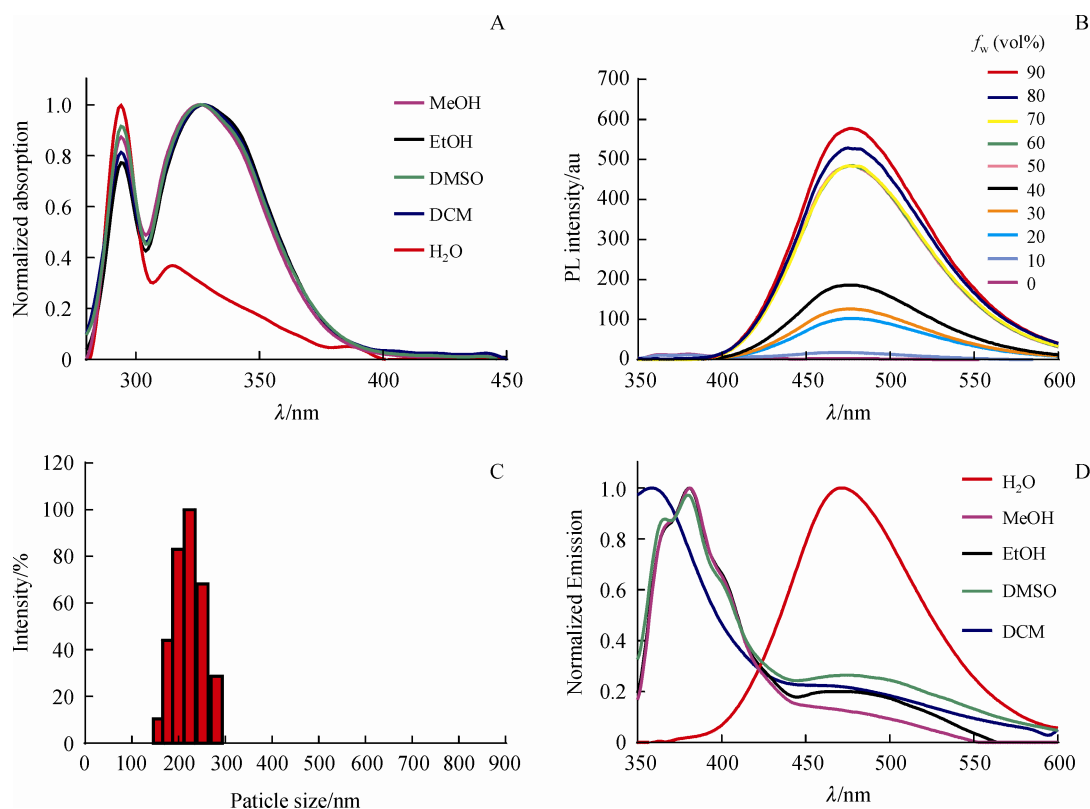 A
Normalized absorption
1.0
0.8
0.6
0.4
0.2
0
300
350
400
450
λ/nm
MeOH
EtOH
DMSO
DCM
H₂O
B
fw (vol%)
90
80
70
60
50
40
30
20
10
0
PL intensity/au
700
600
500
400
300
200
100
0
350
400
450
500
550
600
λ/nm
C
Intensity/%
120
100
80
60
40
20
0
0
100
200
300
400
500
600
700
800
900
Paticle size/nm
D
Normalized Emission
1.0
0.8
0.6
0.4
0.2
0
350
400
450
500
550
600
λ/nm
H₂O
MeOH
EtOH
DMSO
DCM